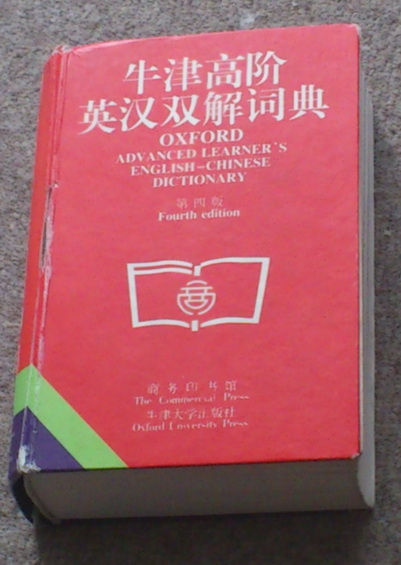 牛津高阶
英汉双解词典
OXFORD
ADVANCED LEARNER'S
ENGLISH-CHINESE
DICTIONARY
第四版
Fourth edition
商
商务印书馆
The Commercial Press
牛津大学出版社
Oxford University Press